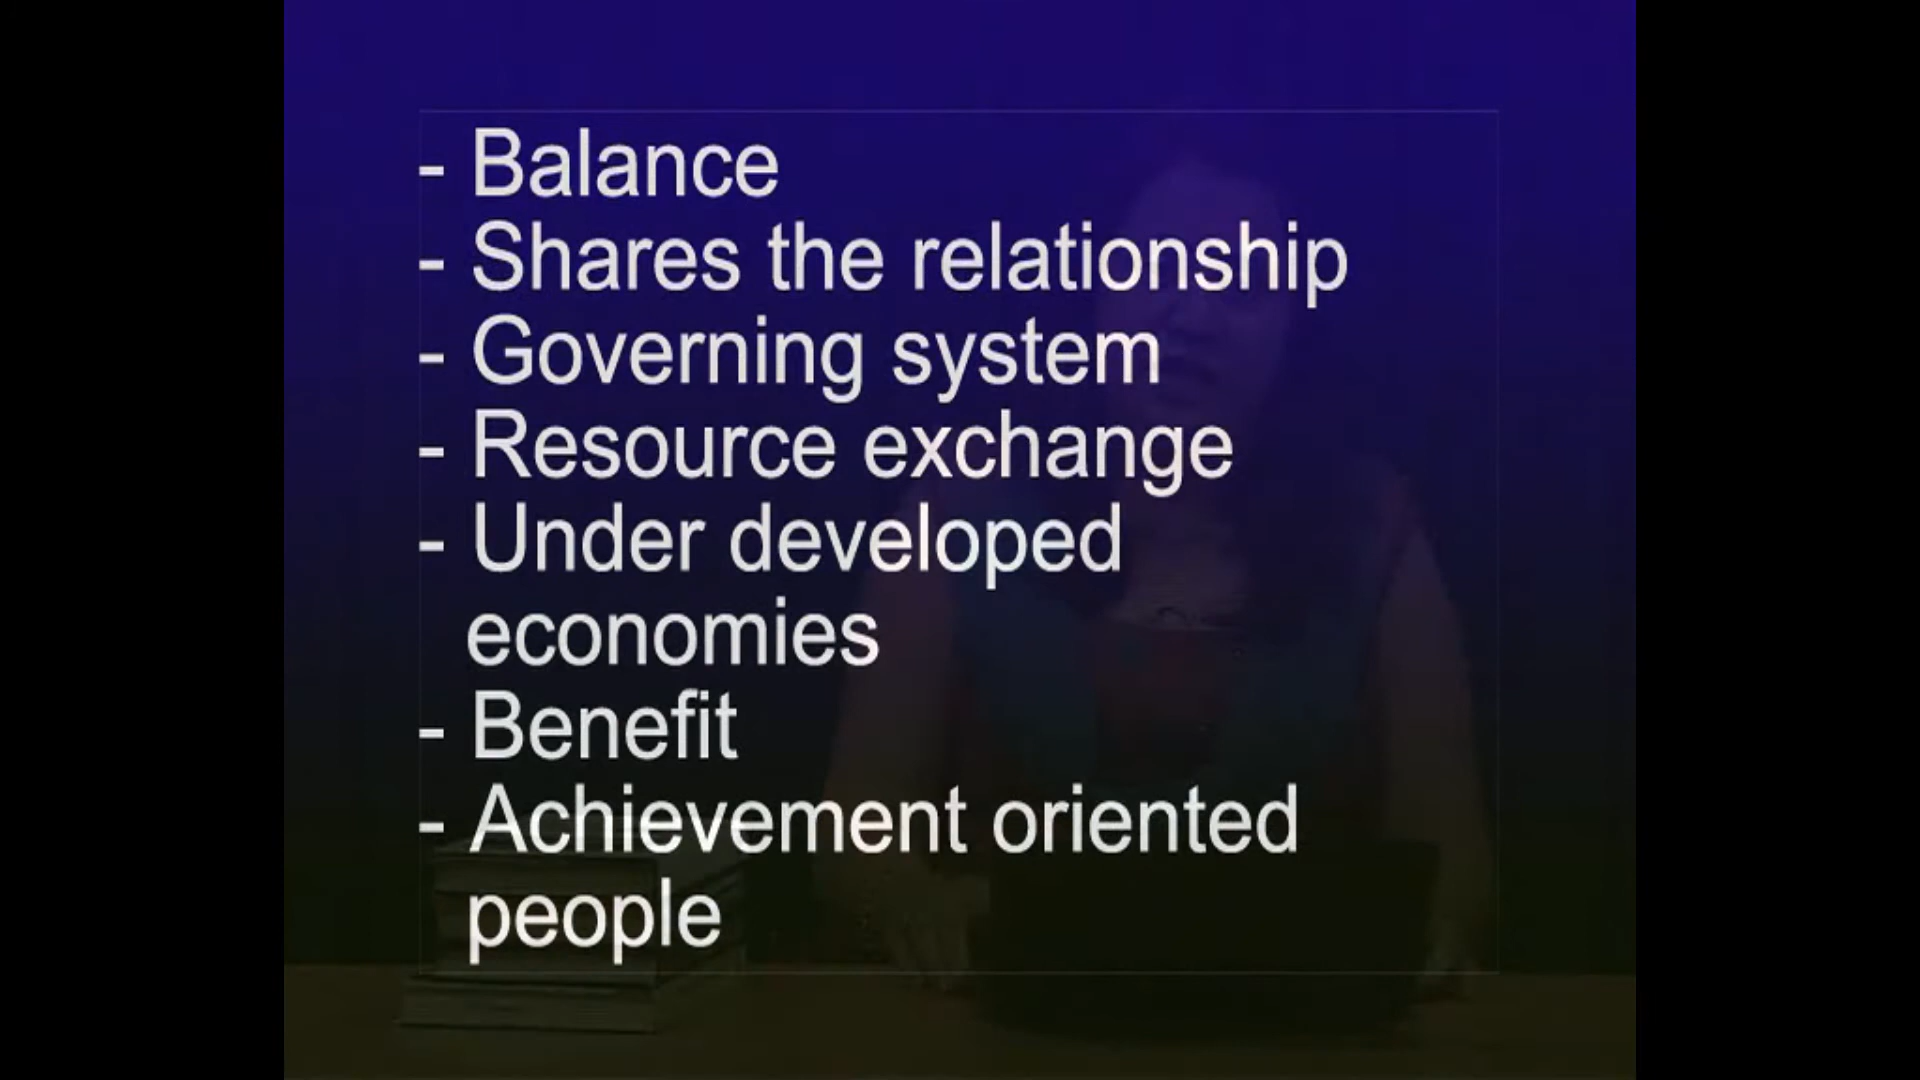 - Balance
- Shares the relationship
- Governing system
- Resource exchange
- Under developed
economies
- Benefit
- Achievement oriented
people